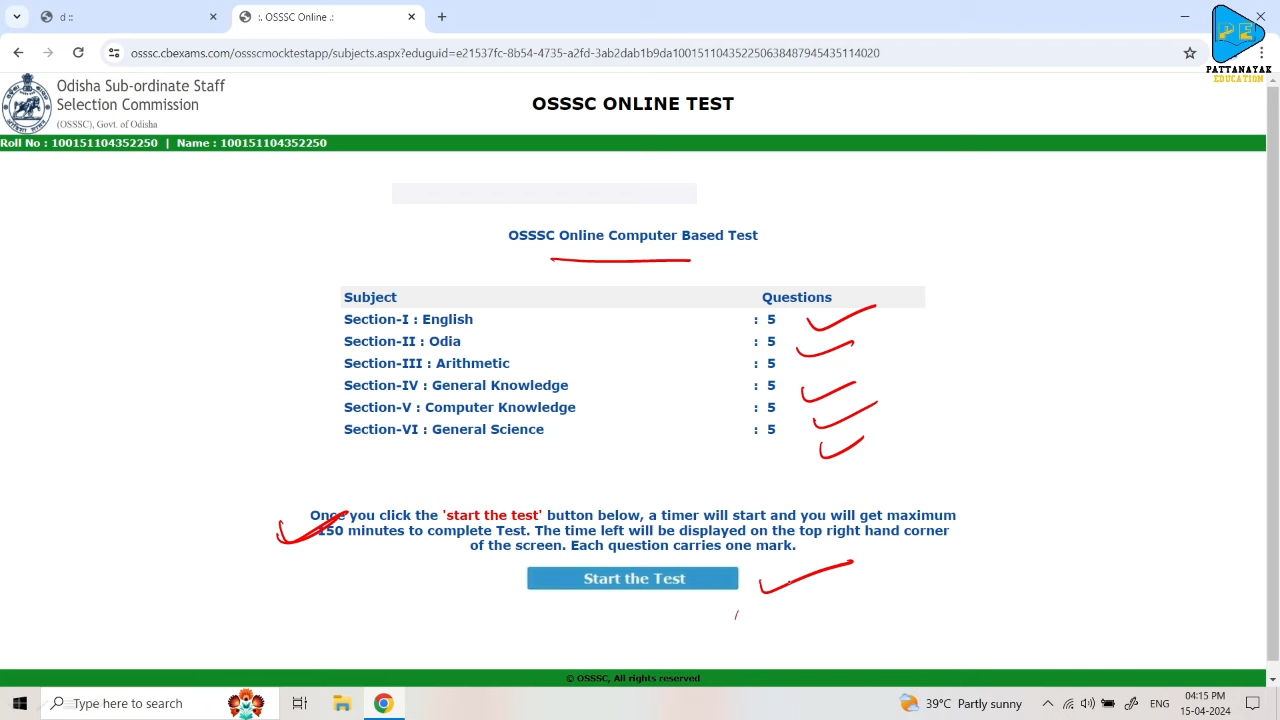 d ::
:. OSSSC Online .:
osssc.cbexams.com/ossscmocktestapp/subjects.aspx?eduguid=e21537fc-8b54-4735-a2fd-3ab2dab1b9da100151104352250638487945435114020
PE
PATTANAYAK
EDUCATION
Odisha Sub-ordinate Staff
Selection Commission
(OSSSC), Govt. of Odisha
OSSSC ONLINE TEST
Roll No : 100151104352250 | Name : 100151104352250
OSSSC Online Computer Based Test
Subject Questions
Section-I : English : 5
Section-II : Odia : 5
Section-III : Arithmetic : 5
Section-IV : General Knowledge : 5
Section-V : Computer Knowledge : 5
Section-VI : General Science : 5
Once you click the 'start the test' button below, a timer will start and you will get maximum
150 minutes to complete Test. The time left will be displayed on the top right hand corner
of the screen. Each question carries one mark.
Start the Test
© OSSSC, All rights reserved
Type here to search
39°C Partly sunny
ENG
04:15 PM
15-04-2024